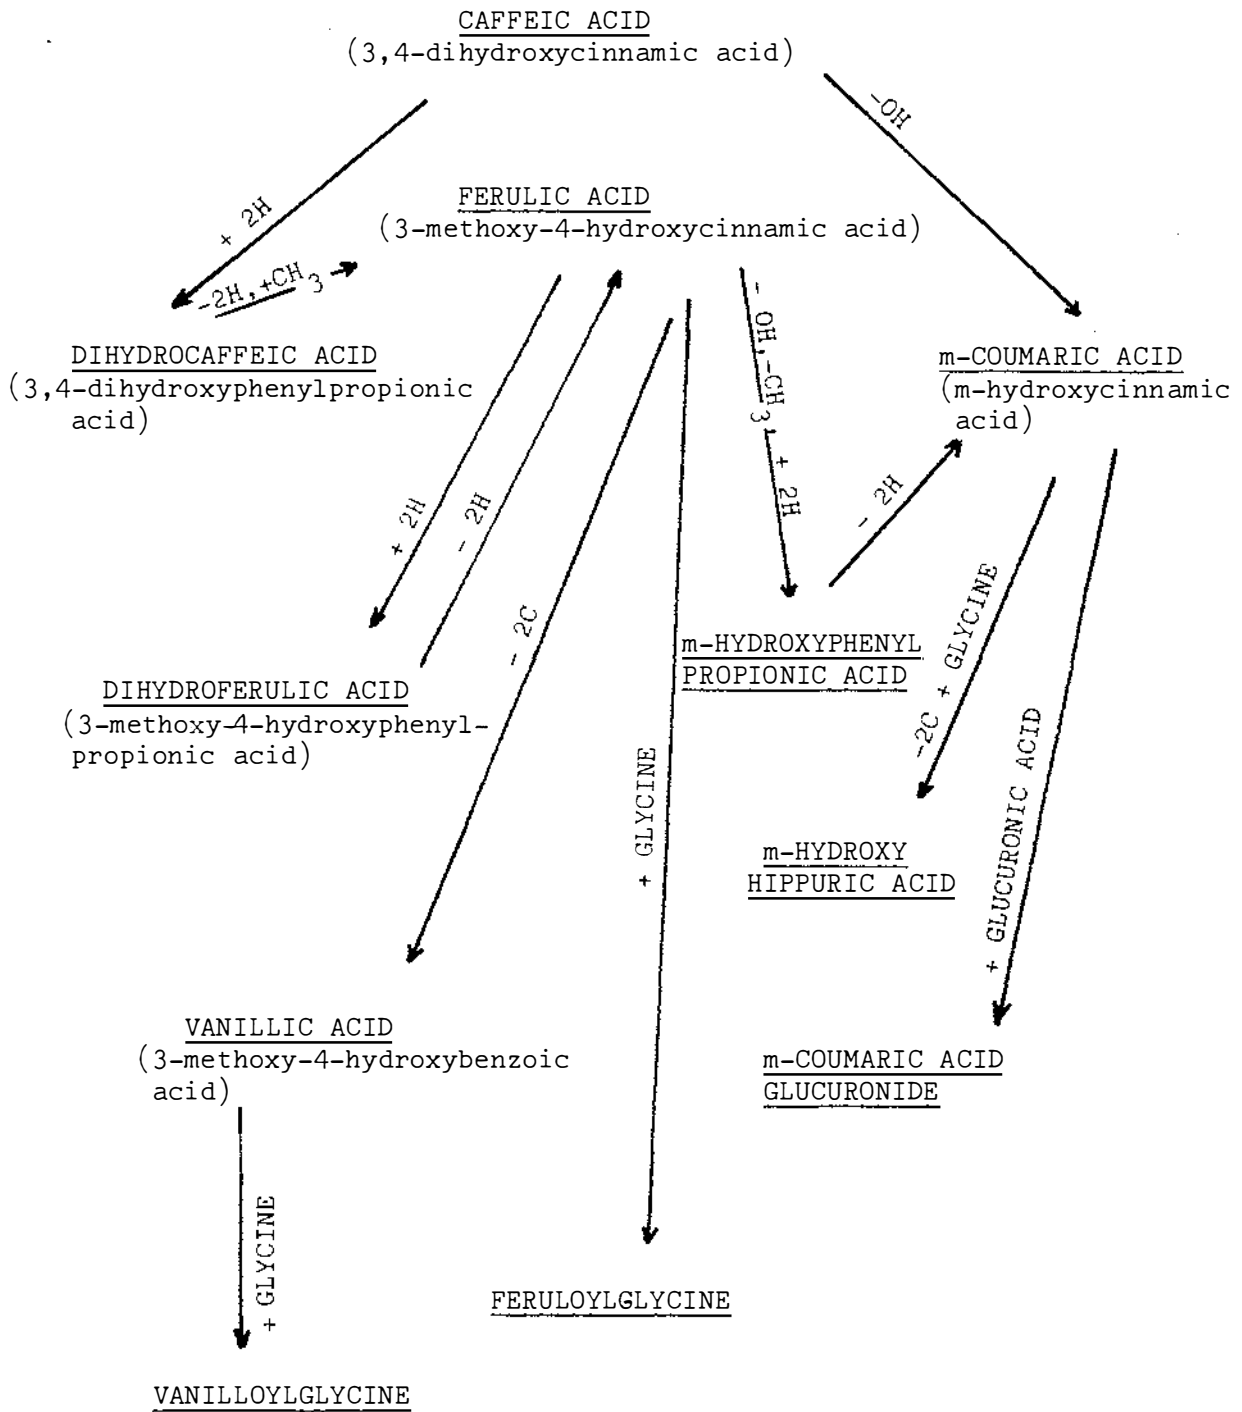 CAFFEIC ACID
(3,4-dihydroxycinnamic acid)
-OH
+ 2H
FERULIC ACID
(3-methoxy-4-hydroxycinnamic acid)
-2H,+CH3
DIHYDROCAFFEIC ACID
(3,4-dihydroxyphenylpropionic
acid)
- OH,-CH3, + 2H
m-COUMARIC ACID
(m-hydroxycinnamic
acid)
+ 2H
- 2H
- 2H
- 2C
m-HYDROXYPHENYL
PROPIONIC ACID
DIHYDROFERULIC ACID
(3-methoxy-4-hydroxyphenyl-
propionic acid)
-2C + GLYCINE
+ GLYCINE
+ GLUCURONIC ACID
m-HYDROXY
HIPPURIC ACID
VANILLIC ACID
(3-methoxy-4-hydroxybenzoic
acid)
m-COUMARIC ACID
GLUCURONIDE
+ GLYCINE
FERULOYLGLYCINE
VANILLOYLGLYCINE